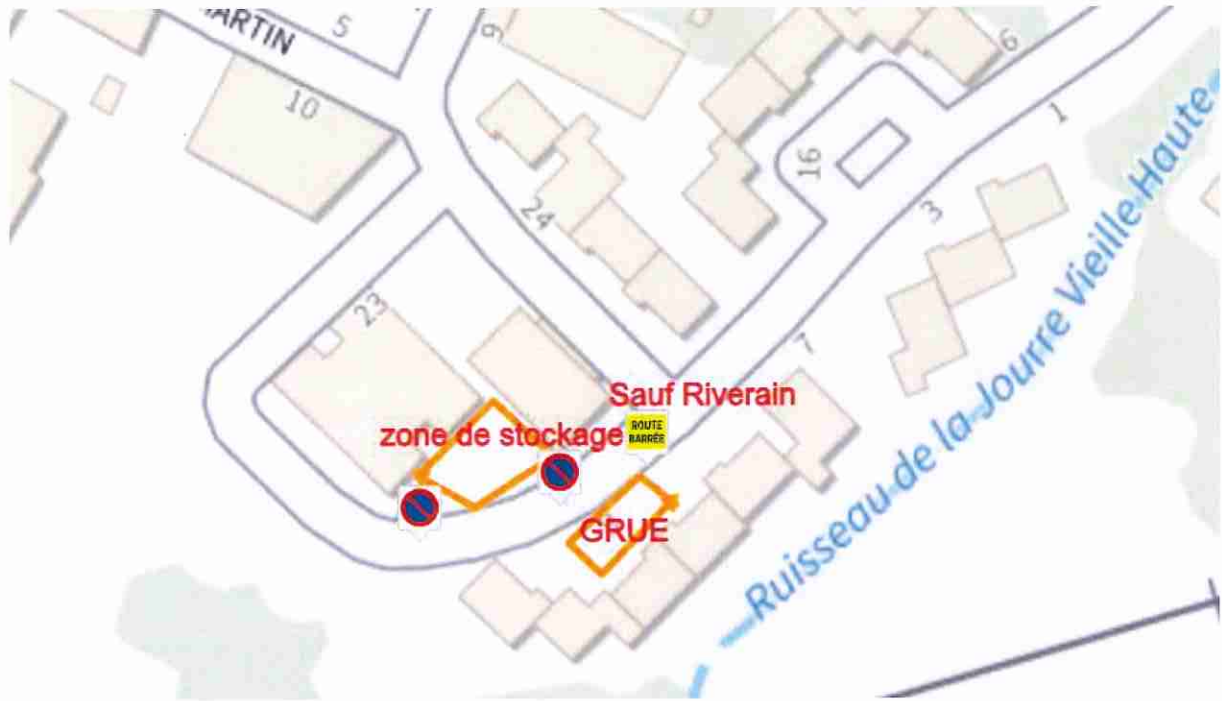 MARTIN
5
9
6
10
1
16
3
24
23
7
Sauf Riverain
zone de stockage
ROUTE
BARRÉE
GRUE
Ruisseau de la Jourre Vieille Haute